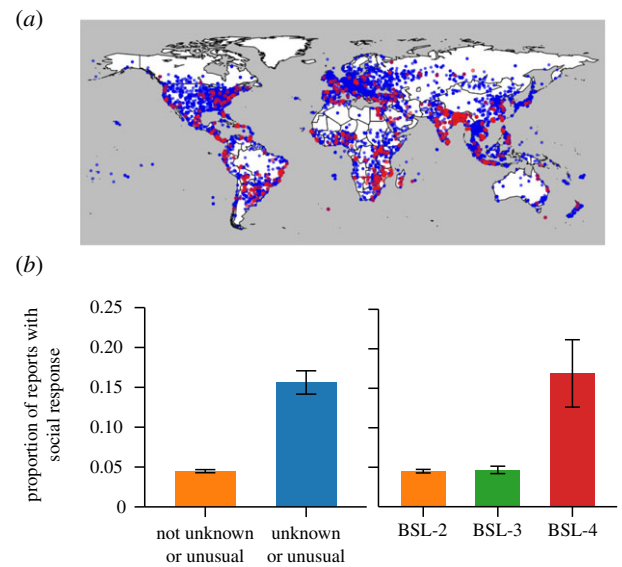 (a)
(b)
proportion of reports with
social response
0.25
0.20
0.15
0.10
0.05
0
not unknown
or unusual
unknown
or unusual
BSL-2
BSL-3
BSL-4